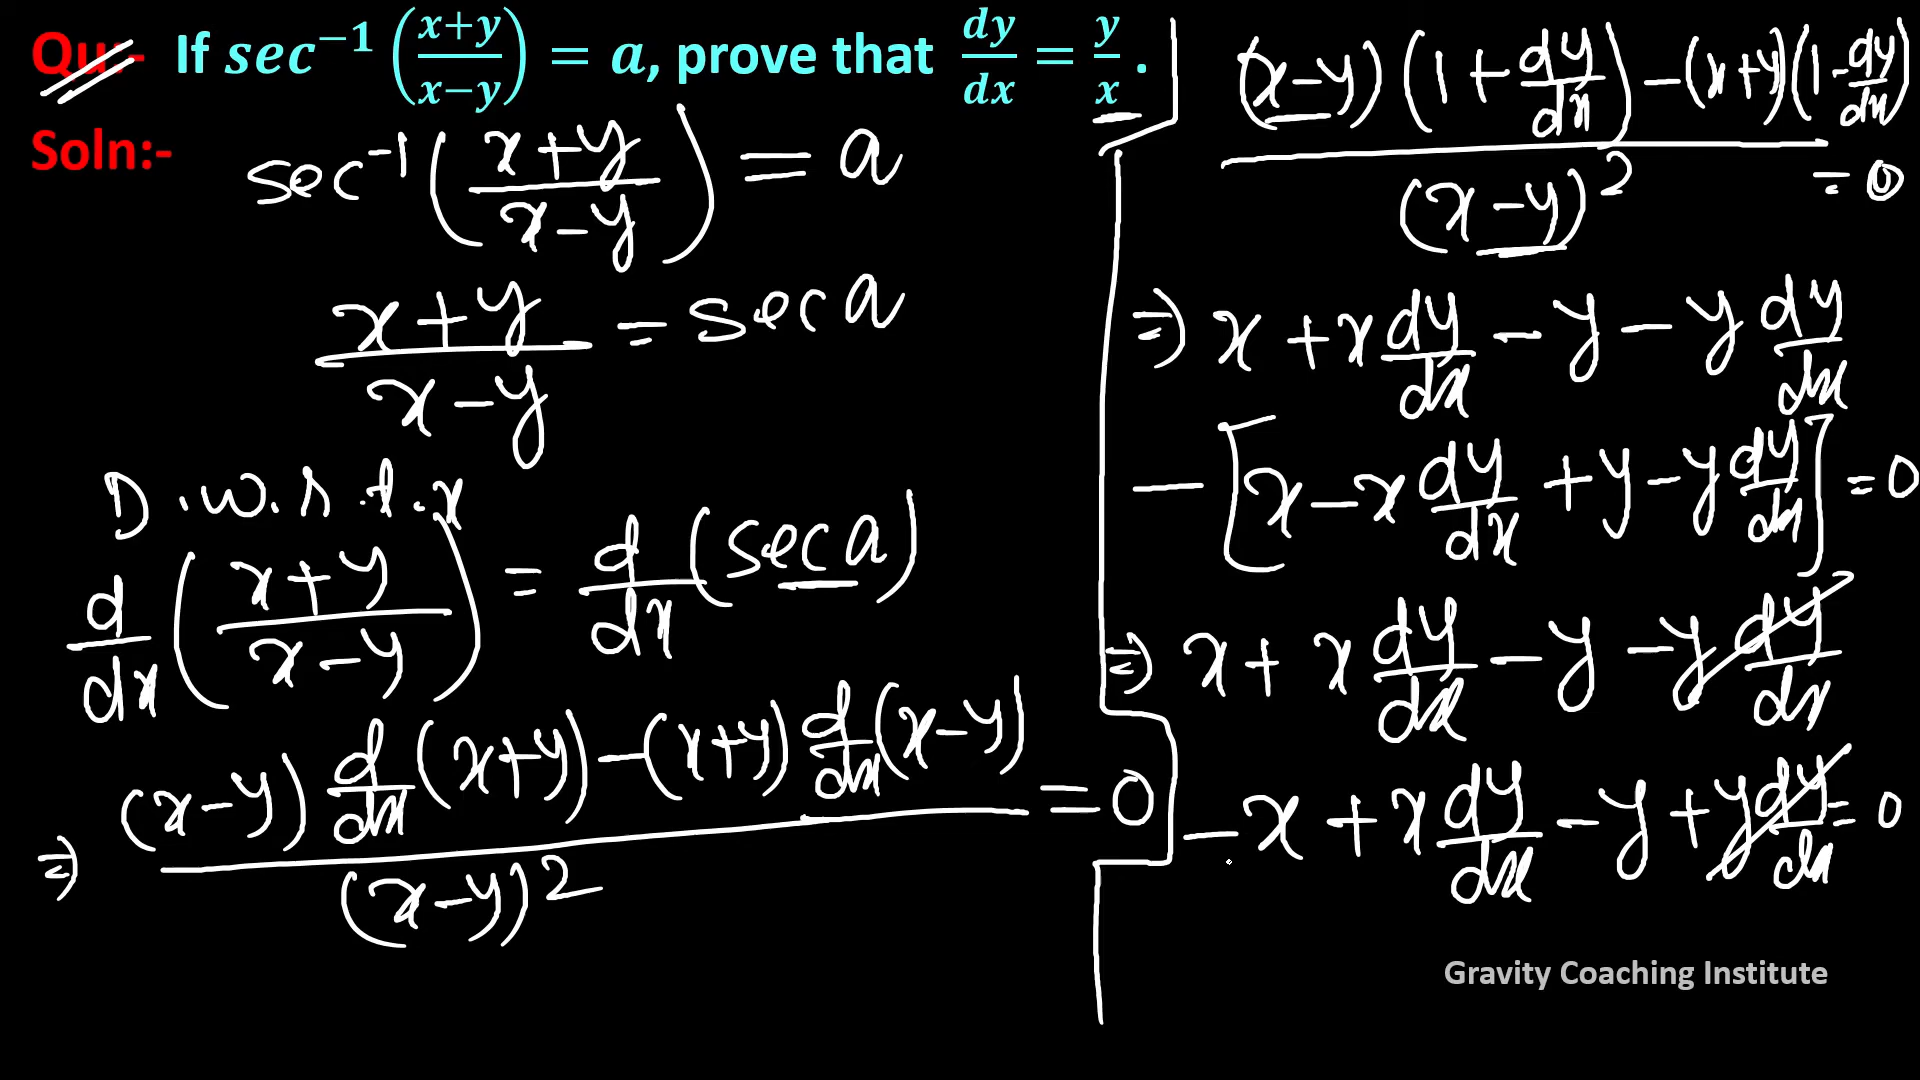 Qu:- If sec⁻¹((x+y)/(x−y)) = a, prove that dy/dx = y/x.
Soln:-
sec⁻¹((x+y)/(x−y)) = a
(x+y)/(x−y) = sec a
D.w.r.t.x
d/dx((x+y)/(x−y)) = d/dx(sec a)
⇒ ((x−y) d/dx(x+y) − (x+y) d/dx(x−y))/(x−y)² = 0
((x−y)(1+dy/dx) − (x+y)(1−dy/dx))/(x−y)² = 0
⇒ x + x dy/dx − y − y dy/dx
− [x − x dy/dx + y − y dy/dx] = 0
⇒ x + x dy/dx − y − y dy/dx
− x + x dy/dx − y + y dy/dx = 0
Gravity Coaching Institute